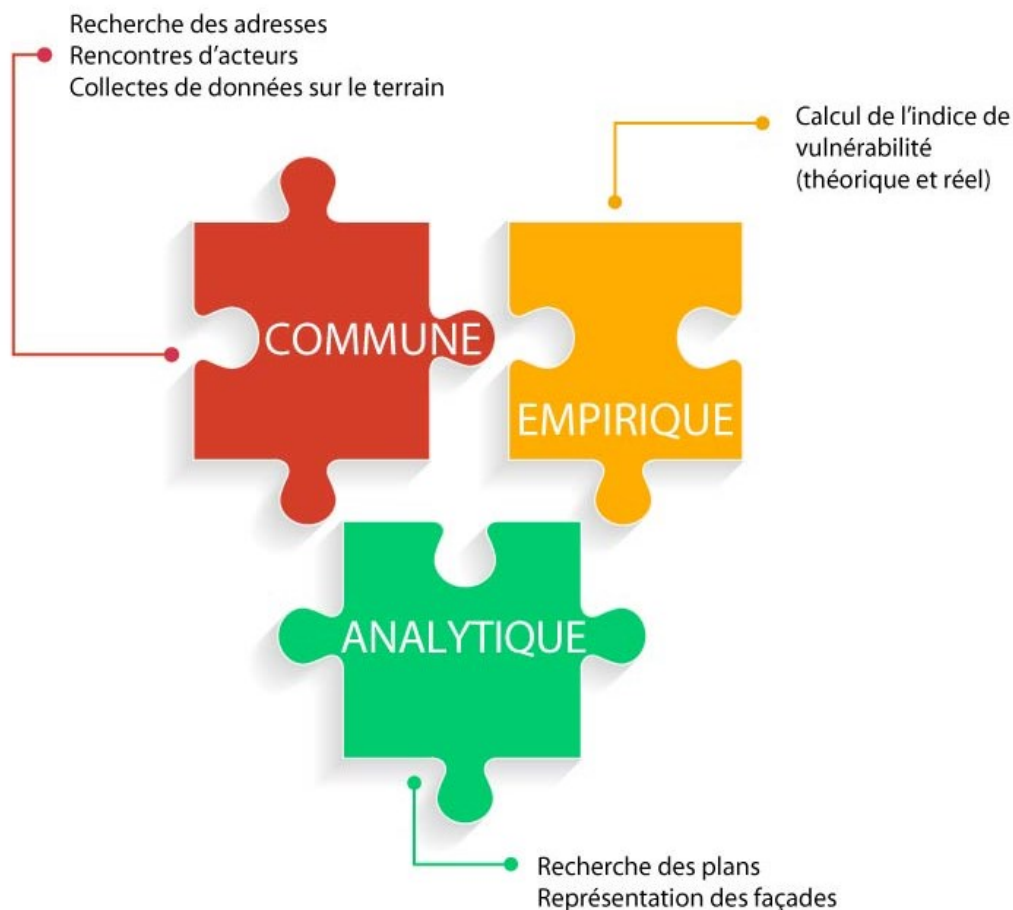 Recherche des adresses
Rencontres d'acteurs
Collectes de données sur le terrain
Calcul de l'indice de
vulnérabilité
(théorique et réel)
COMMUNE
EMPIRIQUE
ANALYTIQUE
Recherche des plans
Représentation des façades